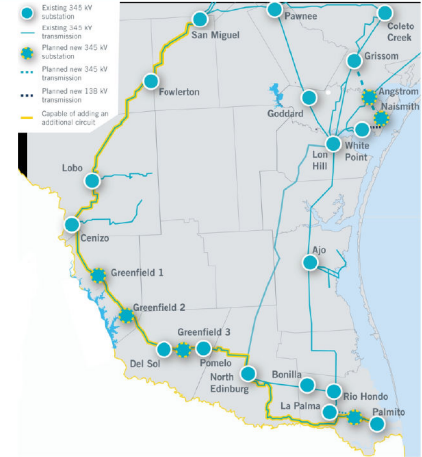 Existing 345 kV
substation
Existing 345 kV
transmission
Planned new 345 kV
substation
Planned new 345 kV
transmission
Planned new 138 kV
transmission
Capable of adding an
additional circuit
San Miguel
Pawnee
Coleto
Creek
Grissom
Fowlerton
Angstrom
Naismith
Goddard
White
Point
Lon
Hill
Lobo
Cenizo
Ajo
Greenfield 1
Greenfield 2
Greenfield 3
Del Sol
Pomelo
North
Edinburg
Bonilla
Rio Hondo
La Palma
Palmito